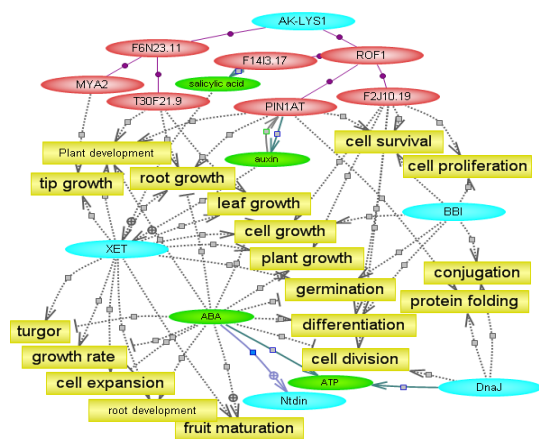 AK-LYS1
F6N23.11
F14I3.17
ROF1
MYA2
salicylic acid
T30F21.9
PIN1AT
F2J10.19
cell survival
Plant development
auxin
cell proliferation
tip growth
root growth
leaf growth
BBI
cell growth
XET
plant growth
conjugation
germination
protein folding
ABA
turgor
differentiation
growth rate
cell division
cell expansion
ATP
DnaJ
Ntdin
root development
fruit maturation